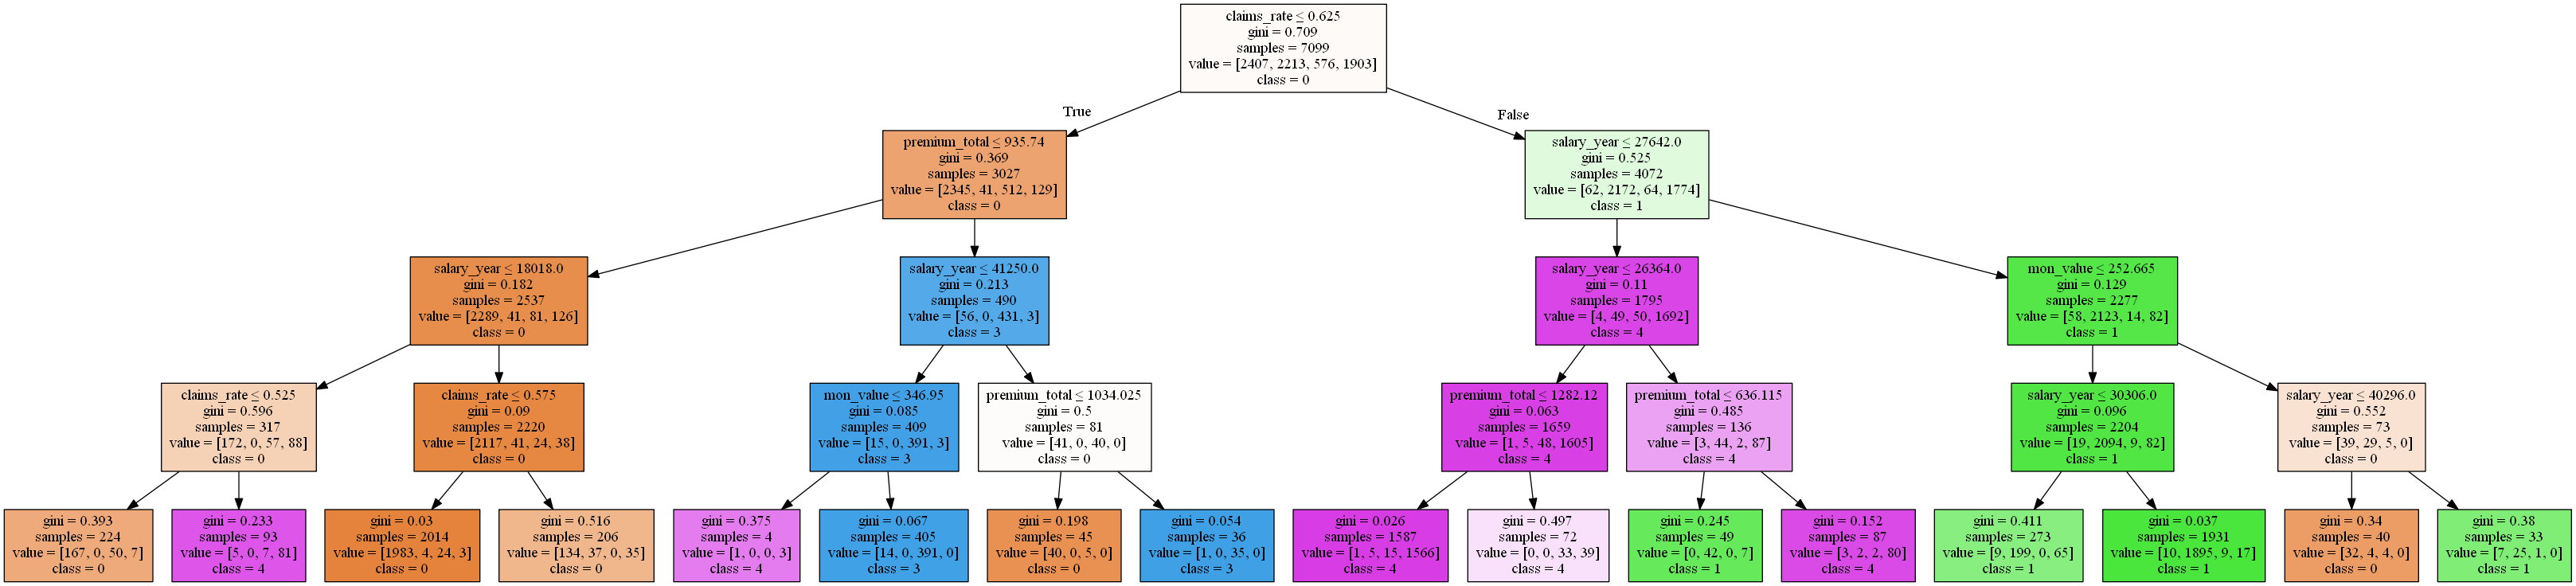 claims_rate ≤ 0.625
gini = 0.709
samples = 7099
value = [2407, 2213, 576, 1903]
class = 0
True
False
premium_total ≤ 935.74
gini = 0.369
samples = 3027
value = [2345, 41, 512, 129]
class = 0
salary_year ≤ 27642.0
gini = 0.525
samples = 4072
value = [62, 2172, 64, 1774]
class = 1
salary_year ≤ 18018.0
gini = 0.182
samples = 2537
value = [2289, 41, 81, 126]
class = 0
salary_year ≤ 41250.0
gini = 0.213
samples = 490
value = [56, 0, 431, 3]
class = 3
salary_year ≤ 26364.0
gini = 0.11
samples = 1795
value = [4, 49, 50, 1692]
class = 4
mon_value ≤ 252.665
gini = 0.129
samples = 2277
value = [58, 2123, 14, 82]
class = 1
claims_rate ≤ 0.525
gini = 0.596
samples = 317
value = [172, 0, 57, 88]
class = 0
claims_rate ≤ 0.575
gini = 0.09
samples = 2220
value = [2117, 41, 24, 38]
class = 0
mon_value ≤ 346.95
gini = 0.085
samples = 409
value = [15, 0, 391, 3]
class = 3
premium_total ≤ 1034.025
gini = 0.5
samples = 81
value = [41, 0, 40, 0]
class = 0
premium_total ≤ 1282.12
gini = 0.063
samples = 1659
value = [1, 5, 48, 1605]
class = 4
premium_total ≤ 636.115
gini = 0.485
samples = 136
value = [3, 44, 2, 87]
class = 4
salary_year ≤ 30306.0
gini = 0.096
samples = 2204
value = [19, 2094, 9, 82]
class = 1
salary_year ≤ 40296.0
gini = 0.552
samples = 73
value = [39, 29, 5, 0]
class = 0
gini = 0.393
samples = 224
value = [167, 0, 50, 7]
class = 0
gini = 0.233
samples = 93
value = [5, 0, 7, 81]
class = 4
gini = 0.03
samples = 2014
value = [1983, 4, 24, 3]
class = 0
gini = 0.516
samples = 206
value = [134, 37, 0, 35]
class = 0
gini = 0.375
samples = 4
value = [1, 0, 0, 3]
class = 4
gini = 0.067
samples = 405
value = [14, 0, 391, 0]
class = 3
gini = 0.198
samples = 45
value = [40, 0, 5, 0]
class = 0
gini = 0.054
samples = 36
value = [1, 0, 35, 0]
class = 3
gini = 0.026
samples = 1587
value = [1, 5, 15, 1566]
class = 4
gini = 0.497
samples = 72
value = [0, 0, 33, 39]
class = 4
gini = 0.245
samples = 49
value = [0, 42, 0, 7]
class = 1
gini = 0.152
samples = 87
value = [3, 2, 2, 80]
class = 4
gini = 0.411
samples = 273
value = [9, 199, 0, 65]
class = 1
gini = 0.037
samples = 1931
value = [10, 1895, 9, 17]
class = 1
gini = 0.34
samples = 40
value = [32, 4, 4, 0]
class = 0
gini = 0.38
samples = 33
value = [7, 25, 1, 0]
class = 1